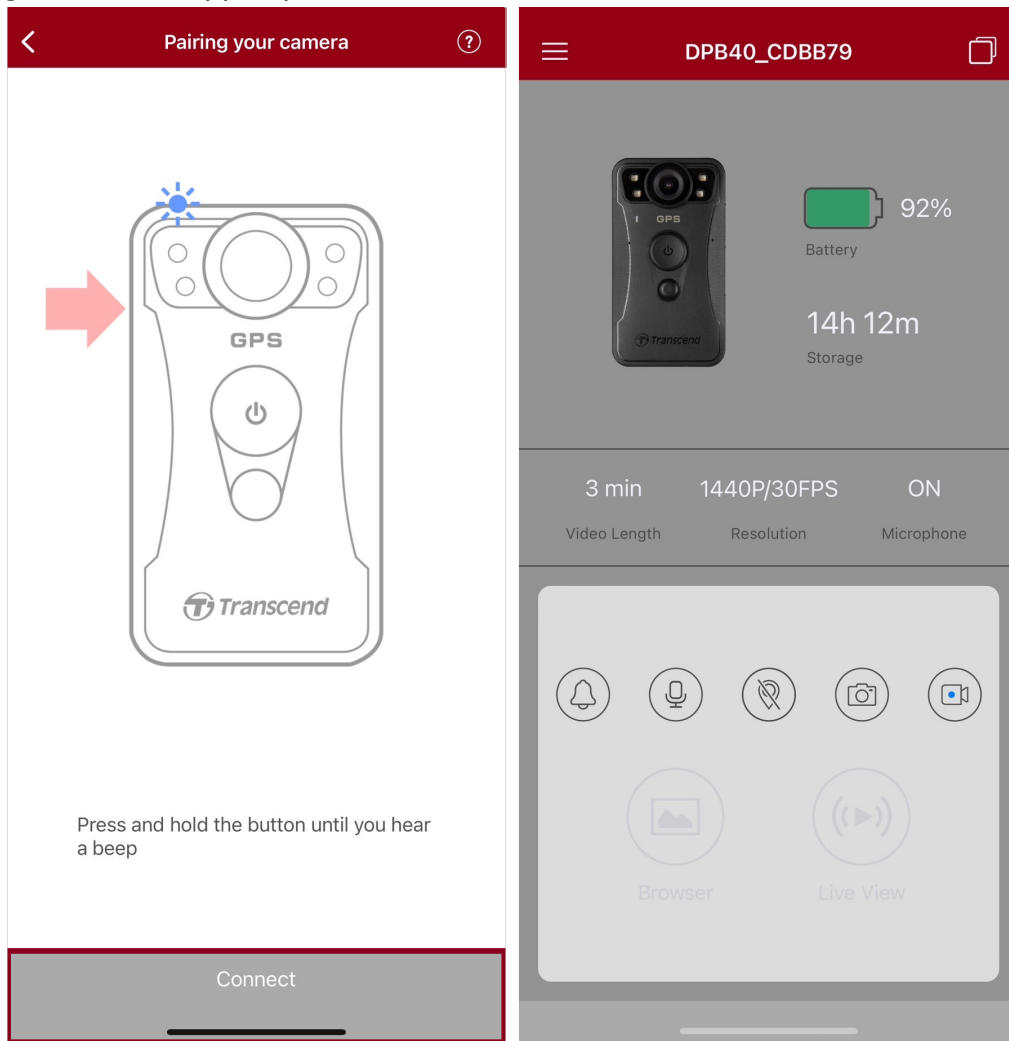 Pairing your camera
?
GPS
Transcend
Press and hold the button until you hear
a beep
Connect
DPB40_CDBB79
GPS
Transcend
92%
Battery
14h 12m
Storage
3 min 1440P/30FPS ON
Video Length Resolution Microphone
Browser Live View